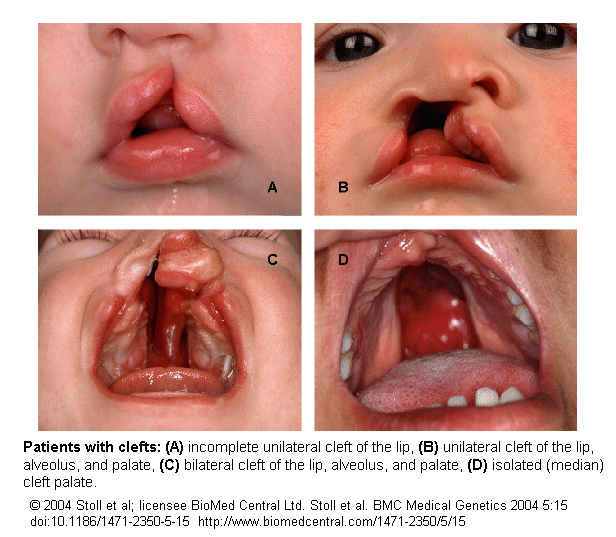 A
B
C
D
Patients with clefts: (A) incomplete unilateral cleft of the lip, (B) unilateral cleft of the lip,
alveolus, and palate, (C) bilateral cleft of the lip, alveolus, and palate, (D) isolated (median)
cleft palate.
© 2004 Stoll et al; licensee BioMed Central Ltd. Stoll et al. BMC Medical Genetics 2004 5:15
doi:10.1186/1471-2350-5-15 http://www.biomedcentral.com/1471-2350/5/15